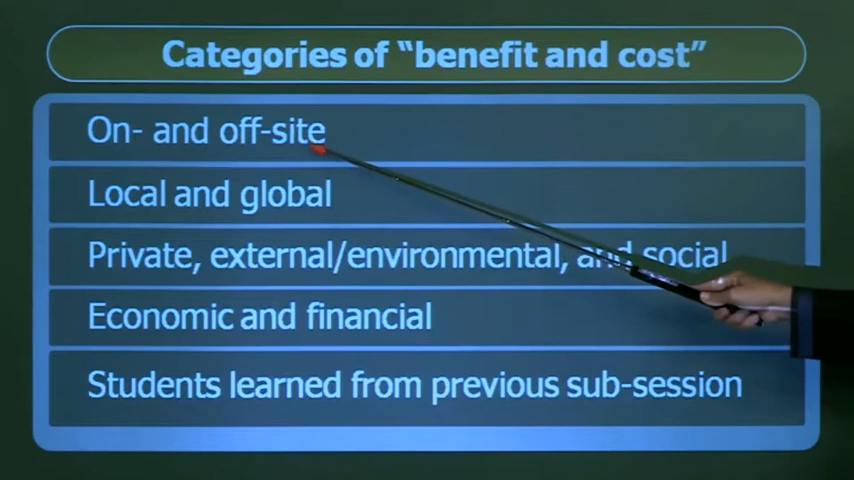 Categories of “benefit and cost”
On- and off-site
Local and global
Private, external/environmental, and social
Economic and financial
Students learned from previous sub-session